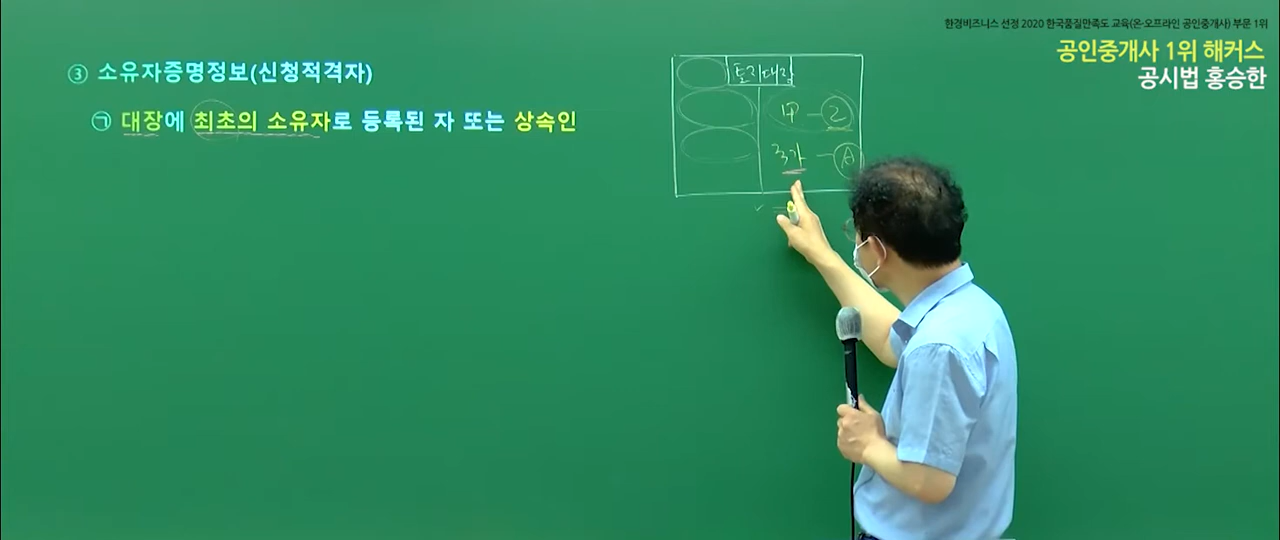 한경비즈니스 선정 2020 한국품질만족도 교육(온·오프라인 공인중개사) 부문 1위
공인중개사 1위 해커스
공시법 홍승한
③ 소유자증명정보(신청적격자)
㉠ 대장에 최초의 소유자로 등록된 자 또는 상속인
토지대장
甲 - 乙
국가 - A